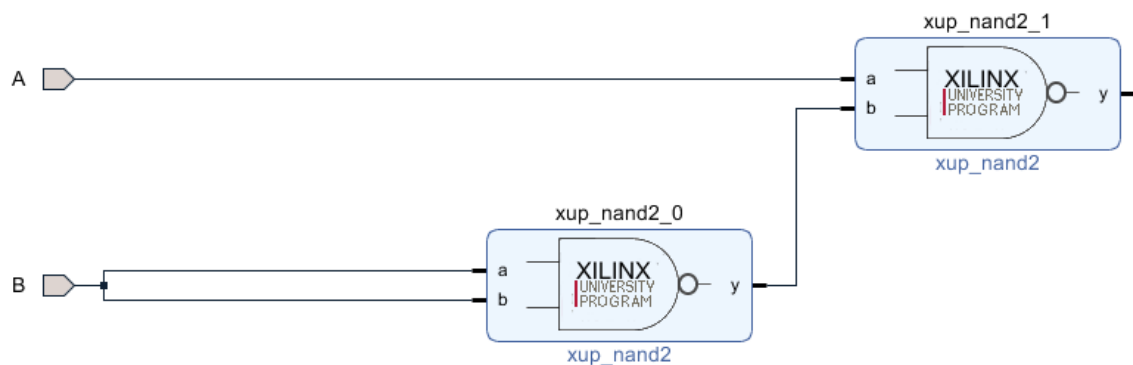 xup_nand2_1
A
a
XILINX
UNIVERSITY
PROGRAM
b
y
xup_nand2
xup_nand2_0
B
a
XILINX
UNIVERSITY
PROGRAM
b
y
xup_nand2